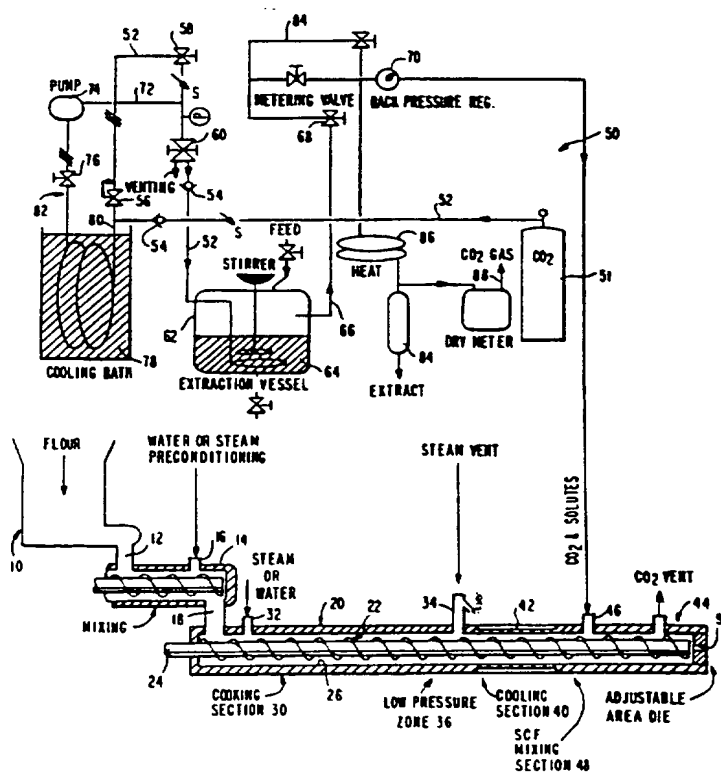 84
58
52
70
PUMP
74
72
S
METERING VALVE
BACK PRESSURE REG.
P
60
68
50
76
VENTING
54
82
56
80
52
52
54
52
S
FEED
86
CO2 GAS
CO2
STIRRER
HEAT
88
51
62
66
DRY METER
84
78
64
COOLING BATH
EXTRACTION VESSEL
EXTRACT
WATER OR STEAM
PRECONDITIONING
STEAM VENT
FLOUR
CO2 & SOLUTES
10
12
16
14
STEAM
OR
WATER
CO2 VENT
34
42
46
44
MIXING
18
32
20
22
24
26
COOKING
SECTION 30
LOW PRESSURE
ZONE 36
COOLING
SECTION 40
ADJUSTABLE
AREA DIE
SCF
MIXING
SECTION 48